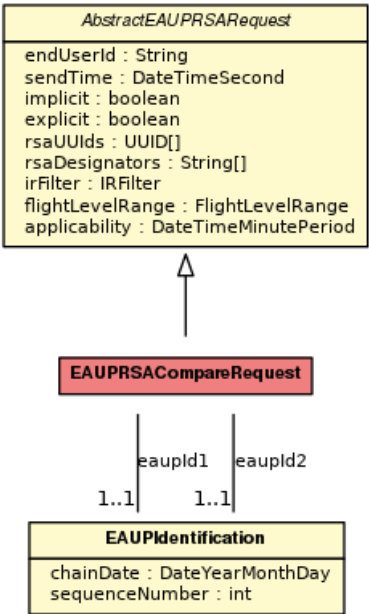 AbstractEAUPRSARequest
endUserId : String
sendTime : DateTimeSecond
implicit : boolean
explicit : boolean
rsaUUIds : UUID[]
rsaDesignators : String[]
irFilter : IRFilter
flightLevelRange : FlightLevelRange
applicability : DateTimeMinutePeriod
EAUPRSACompareRequest
eaupId1 eaupId2
1..1 1..1
EAUPIdentification
chainDate : DateYearMonthDay
sequenceNumber : int